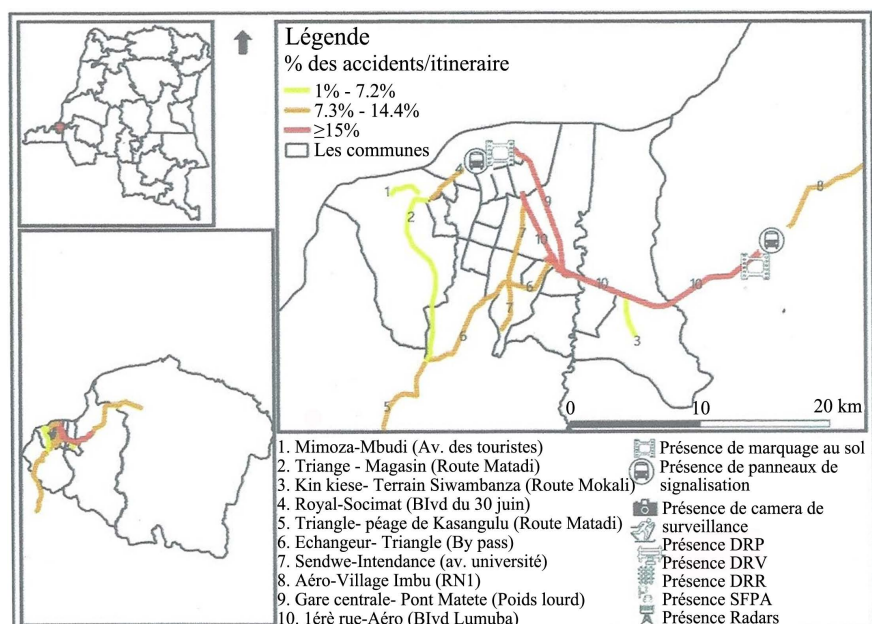 Légende
% des accidents/itineraire
1% - 7.2%
7.3% - 14.4%
≥15%
Les communes
1
2
4
9
7
10
6
7
6
5
10
3
10
8
0 10 20 km
1. Mimoza-Mbudi (Av. des touristes)
2. Triange - Magasin (Route Matadi)
3. Kin kiese- Terrain Siwambanza (Route Mokali)
4. Royal-Socimat (BIvd du 30 juin)
5. Triangle- péage de Kasangulu (Route Matadi)
6. Echangeur- Triangle (By pass)
7. Sendwe-Intendance (av. université)
8. Aéro-Village Imbu (RN1)
9. Gare centrale- Pont Matete (Poids lourd)
10. 1érè rue-Aéro (BIvd Lumuba)
Présence de marquage au sol
Présence de panneaux de
signalisation
Présence de camera de
surveillance
Présence DRP
Présence DRV
Présence DRR
Présence SFPA
Présence Radars